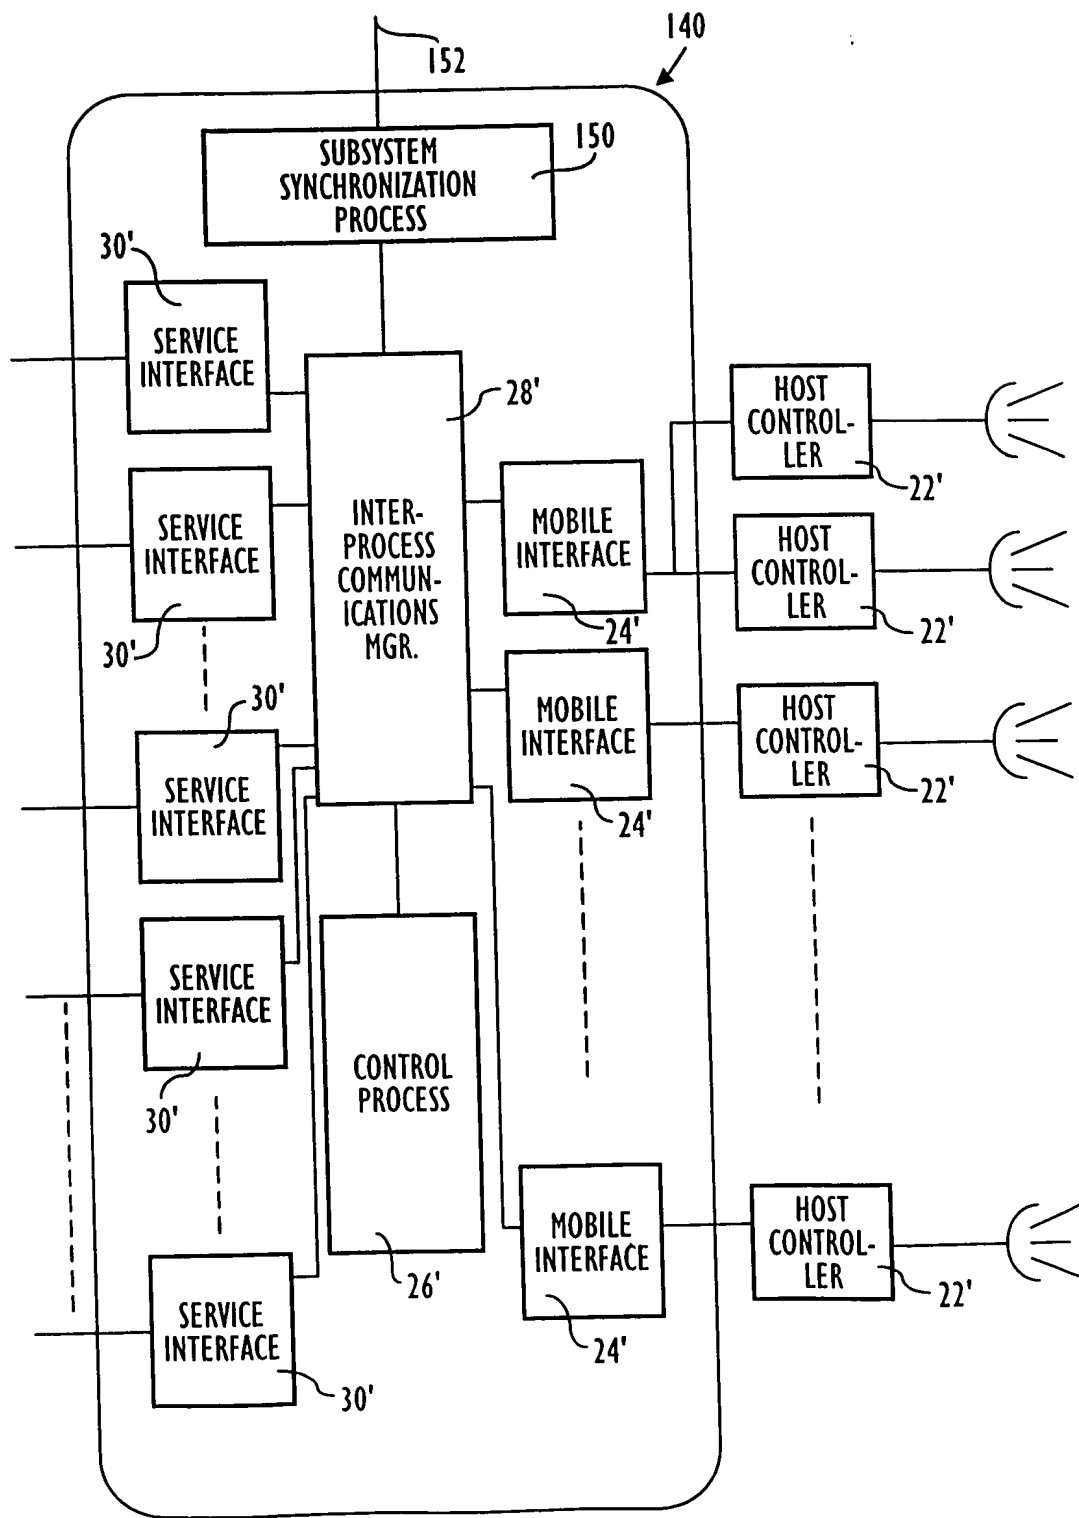 140
152
150
SUBSYSTEM
SYNCHRONIZATION
PROCESS
30'
SERVICE
INTERFACE
28'
HOST
CONTROL-
LER
22'
SERVICE
INTERFACE
30'
INTER-
PROCESS
COMMUN-
ICATIONS
MGR.
MOBILE
INTERFACE
24'
HOST
CONTROL-
LER
22'
30'
SERVICE
INTERFACE
MOBILE
INTERFACE
24'
HOST
CONTROL-
LER
22'
SERVICE
INTERFACE
30'
CONTROL
PROCESS
26'
MOBILE
INTERFACE
24'
HOST
CONTROL-
LER
22'
SERVICE
INTERFACE
30'